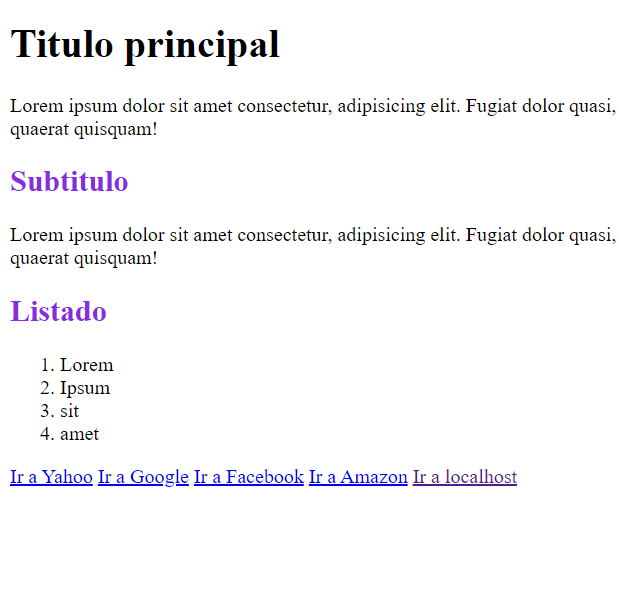 Titulo principal
Lorem ipsum dolor sit amet consectetur, adipisicing elit. Fugiat dolor quasi,
quaerat quisquam!
Subtitulo
Lorem ipsum dolor sit amet consectetur, adipisicing elit. Fugiat dolor quasi,
quaerat quisquam!
Listado
1. Lorem
2. Ipsum
3. sit
4. amet
Ir a Yahoo Ir a Google Ir a Facebook Ir a Amazon Ir a localhost